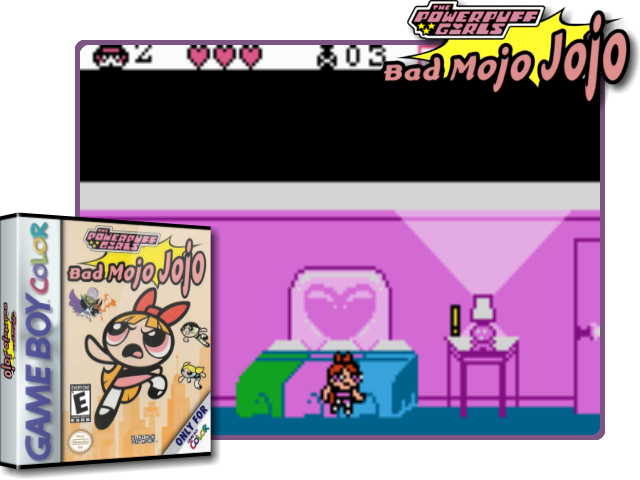 THE
POWERPUFF
GIRLS
Bad Mojo Jojo
2
03
GAME BOY COLOR
THE
POWERPUFF
GIRLS
Bad Mojo Jojo
EVERYONE
E
ONLY FOR
COLOR